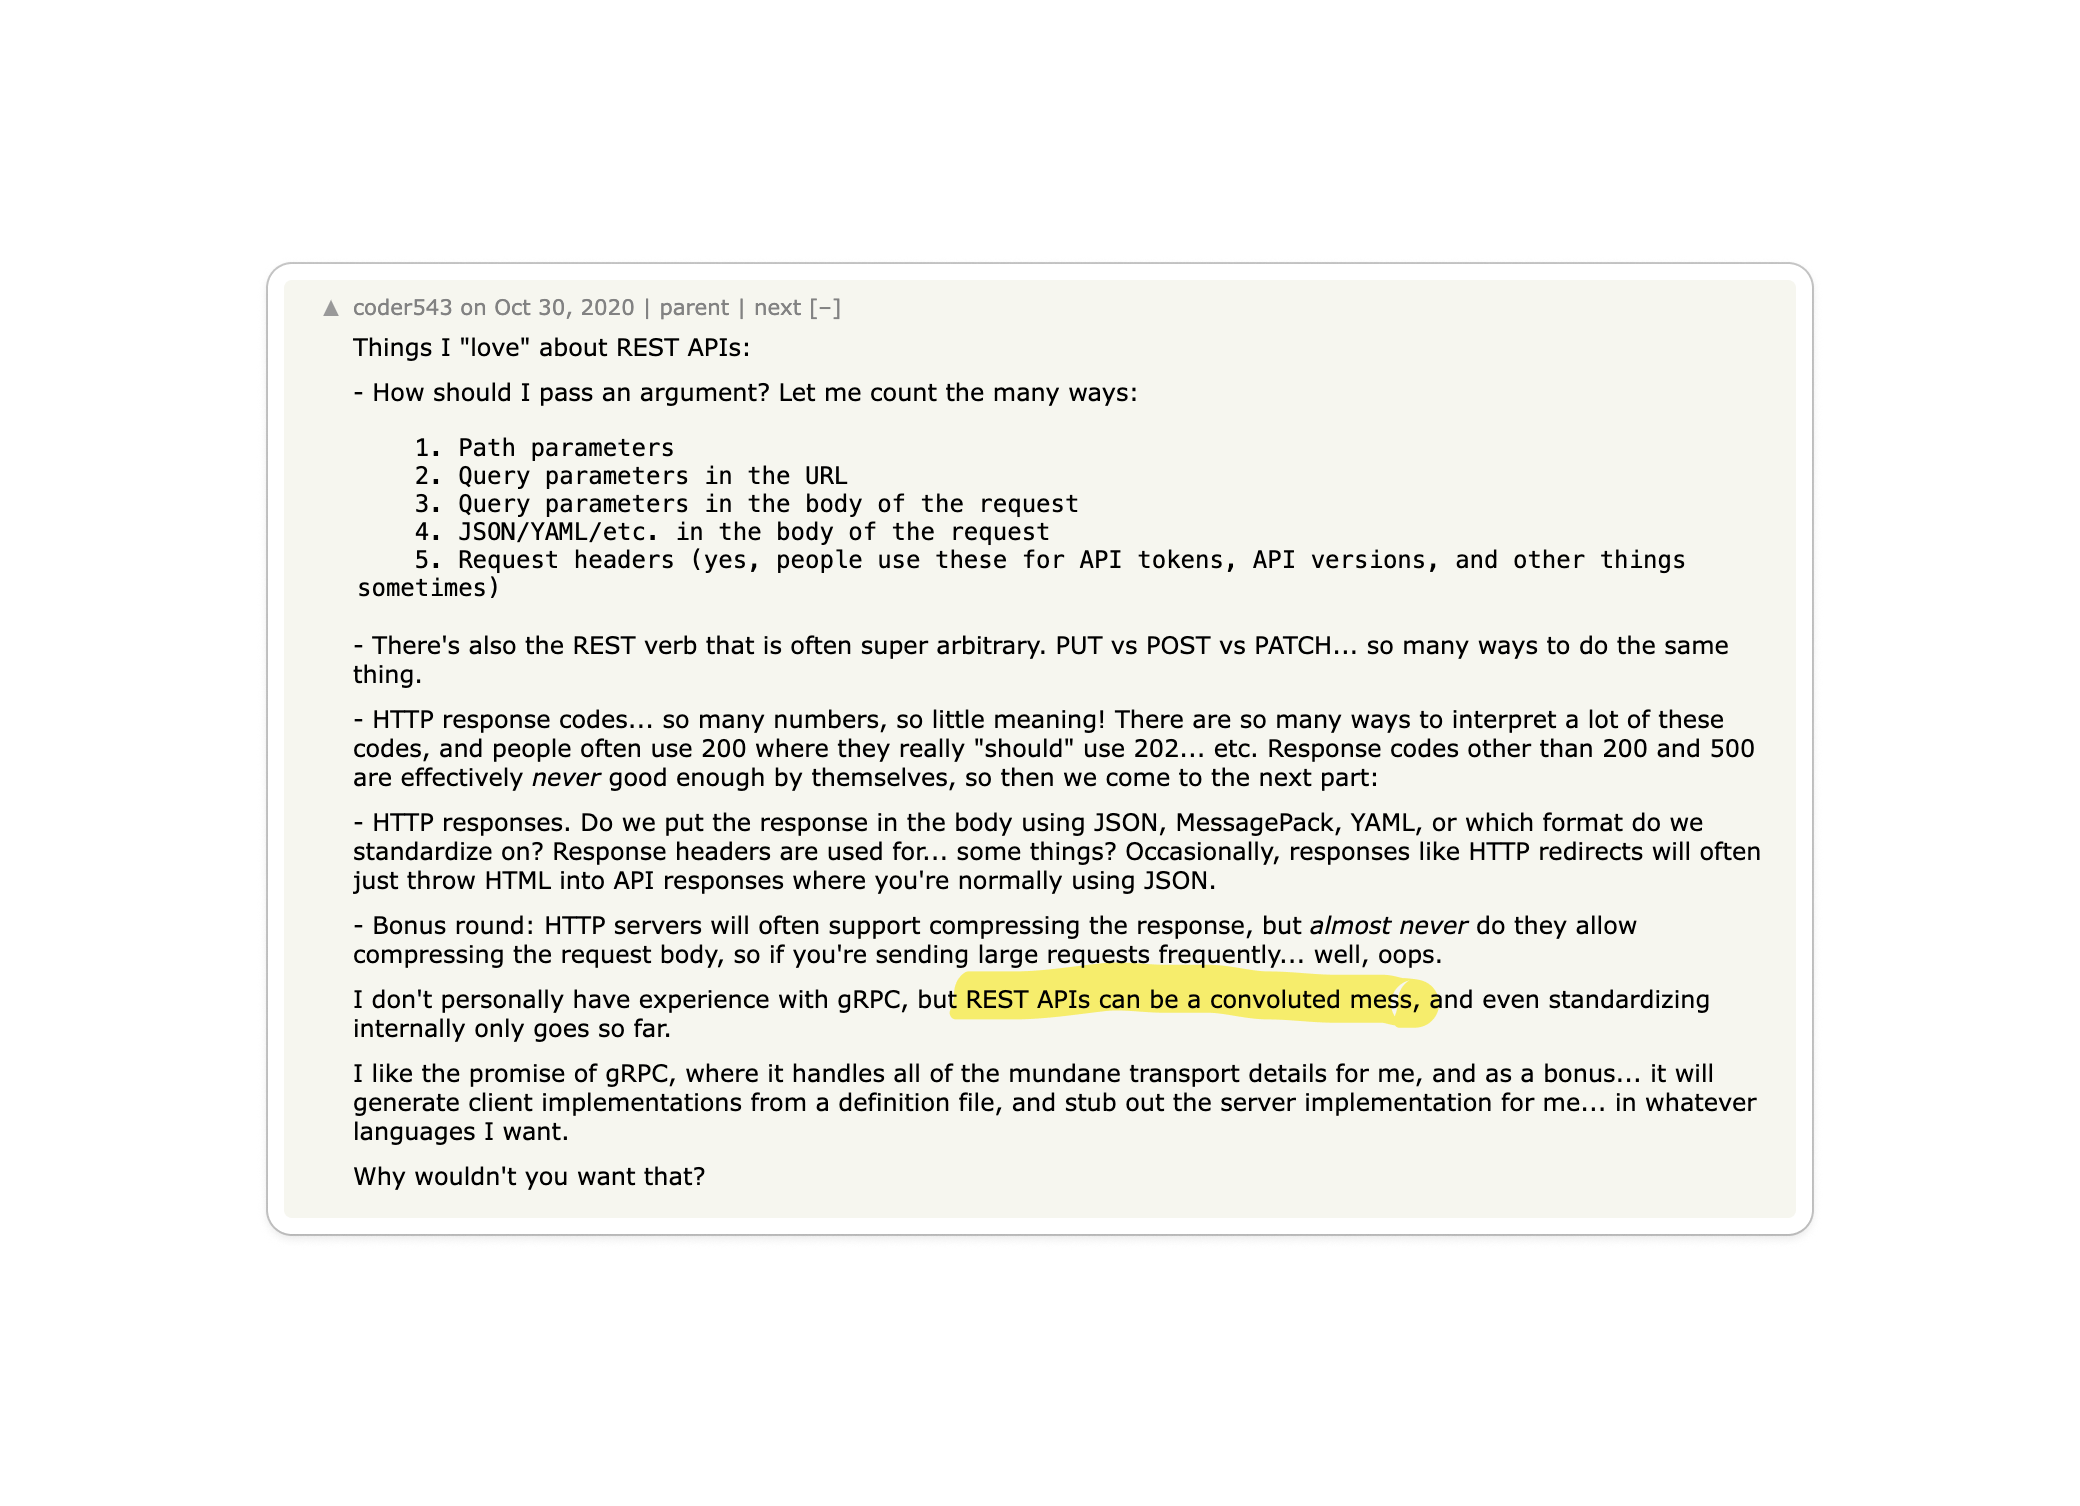 ▲ coder543 on Oct 30, 2020 | parent | next [–]
Things I "love" about REST APIs:
- How should I pass an argument? Let me count the many ways:
1. Path parameters
2. Query parameters in the URL
3. Query parameters in the body of the request
4. JSON/YAML/etc. in the body of the request
5. Request headers (yes, people use these for API tokens, API versions, and other things
sometimes)
- There's also the REST verb that is often super arbitrary. PUT vs POST vs PATCH... so many ways to do the same
thing.
- HTTP response codes... so many numbers, so little meaning! There are so many ways to interpret a lot of these
codes, and people often use 200 where they really "should" use 202... etc. Response codes other than 200 and 500
are effectively never good enough by themselves, so then we come to the next part:
- HTTP responses. Do we put the response in the body using JSON, MessagePack, YAML, or which format do we
standardize on? Response headers are used for... some things? Occasionally, responses like HTTP redirects will often
just throw HTML into API responses where you're normally using JSON.
- Bonus round: HTTP servers will often support compressing the response, but almost never do they allow
compressing the request body, so if you're sending large requests frequently... well, oops.
I don't personally have experience with gRPC, but REST APIs can be a convoluted mess, and even standardizing
internally only goes so far.
I like the promise of gRPC, where it handles all of the mundane transport details for me, and as a bonus... it will
generate client implementations from a definition file, and stub out the server implementation for me... in whatever
languages I want.
Why wouldn't you want that?